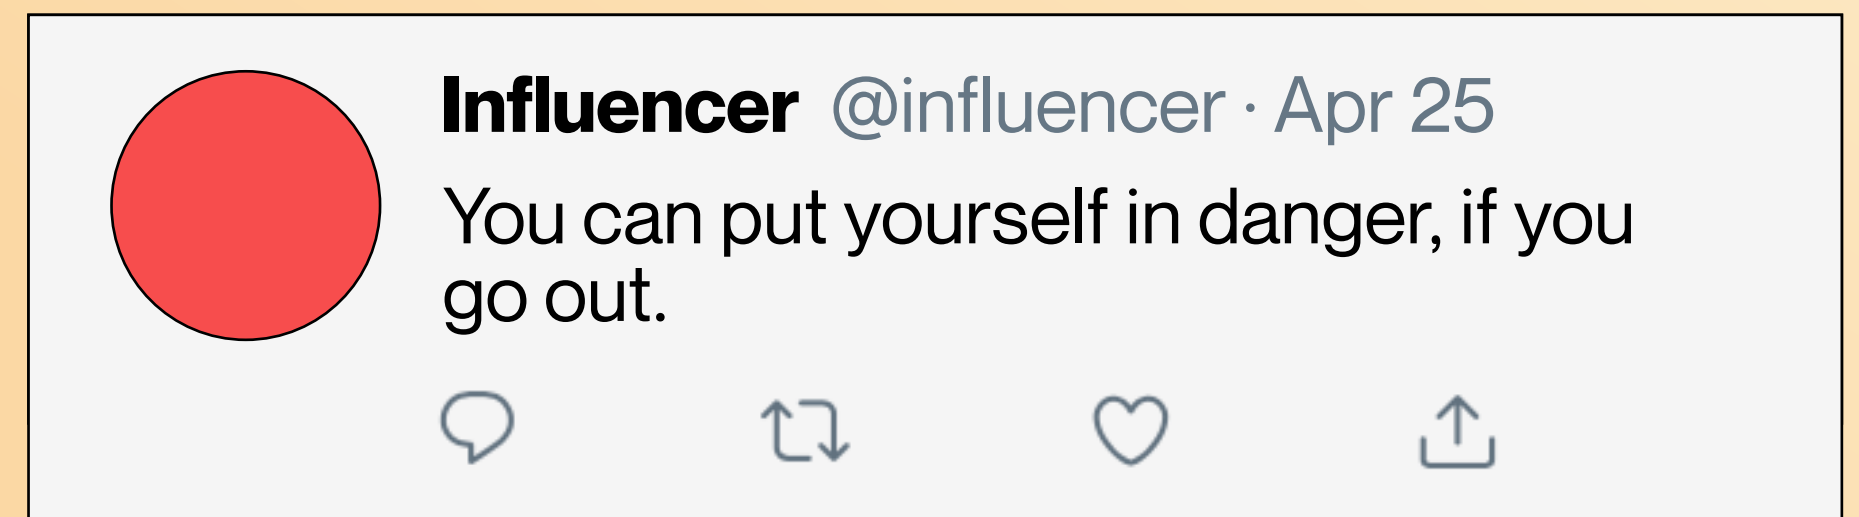 Influencer @influencer · Apr 25
You can put yourself in danger, if you
go out.